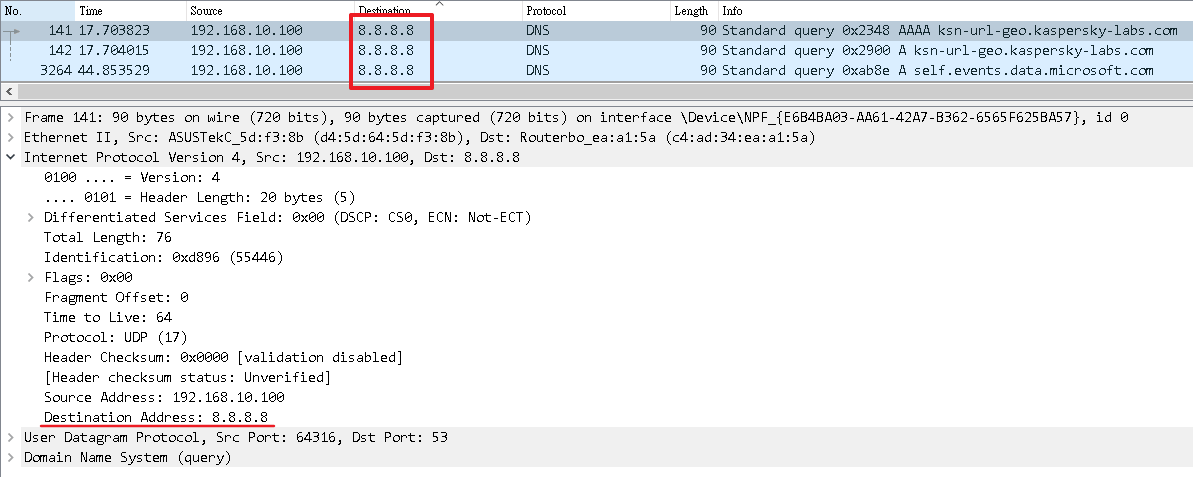 No. Time Source Destination Protocol Length Info
141 17.703823 192.168.10.100 8.8.8.8 DNS 90 Standard query 0x2348 AAAA ksn-url-geo.kaspersky-labs.com
142 17.704015 192.168.10.100 8.8.8.8 DNS 90 Standard query 0x2900 A ksn-url-geo.kaspersky-labs.com
3264 44.853529 192.168.10.100 8.8.8.8 DNS 90 Standard query 0xab8e A self.events.data.microsoft.com
Frame 141: 90 bytes on wire (720 bits), 90 bytes captured (720 bits) on interface \Device\NPF_{E6B4BA03-AA61-42A7-B362-6565F625BA57}, id 0
Ethernet II, Src: ASUSTekC_5d:f3:8b (d4:5d:64:5d:f3:8b), Dst: Routerbo_ea:a1:5a (c4:ad:34:ea:a1:5a)
Internet Protocol Version 4, Src: 192.168.10.100, Dst: 8.8.8.8
0100 .... = Version: 4
.... 0101 = Header Length: 20 bytes (5)
Differentiated Services Field: 0x00 (DSCP: CS0, ECN: Not-ECT)
Total Length: 76
Identification: 0xd896 (55446)
Flags: 0x00
Fragment Offset: 0
Time to Live: 64
Protocol: UDP (17)
Header Checksum: 0x0000 [validation disabled]
[Header checksum status: Unverified]
Source Address: 192.168.10.100
Destination Address: 8.8.8.8
User Datagram Protocol, Src Port: 64316, Dst Port: 53
Domain Name System (query)